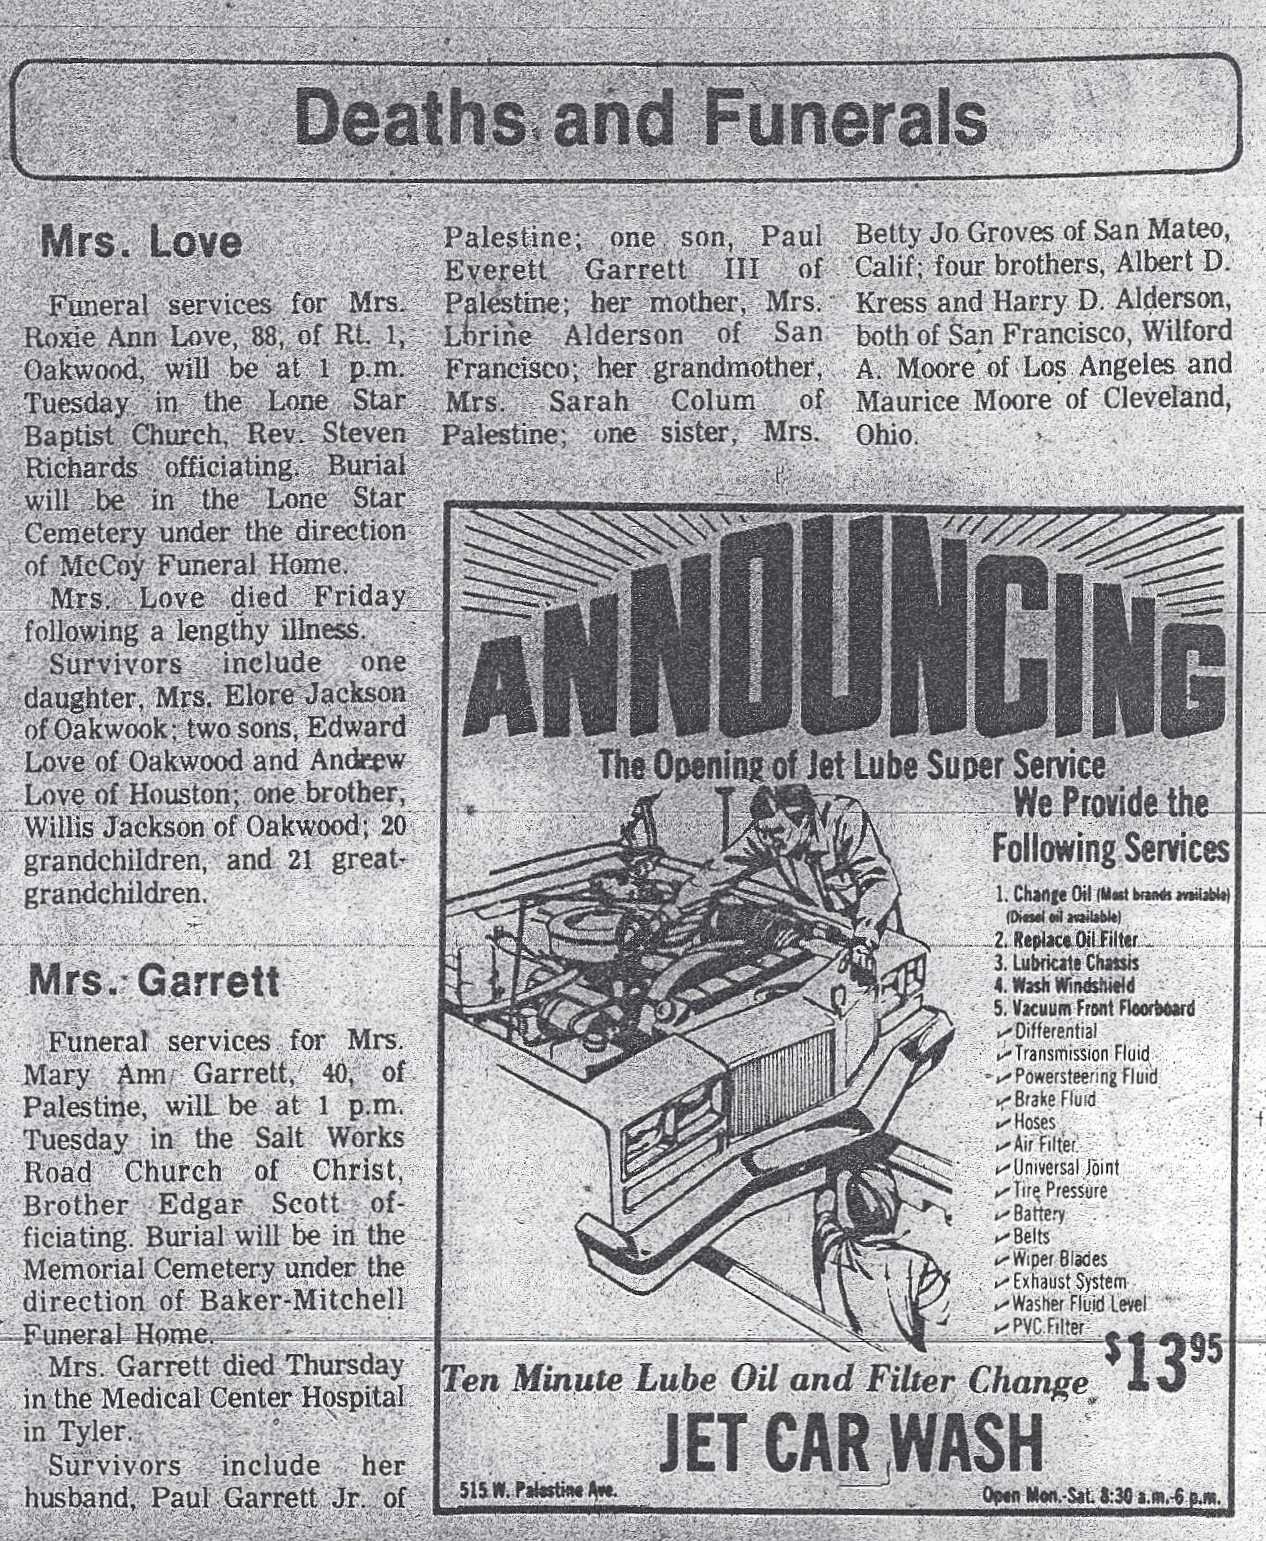 Deaths and Funerals
Mrs. Love
Funeral services for Mrs.
Roxie Ann Love, 88, of Rt. 1,
Oakwood, will be at 1 p.m.
Tuesday in the Lone Star
Baptist Church, Rev. Steven
Richards officiating. Burial
will be in the Lone Star
Cemetery under the direction
of McCoy Funeral Home.
Mrs. Love died Friday
following a lengthy illness.
Survivors include one
daughter, Mrs. Elore Jackson
of Oakwook; two sons, Edward
Love of Oakwood and Andrew
Love of Houston; one brother,
Willis Jackson of Oakwood; 20
grandchildren, and 21 great-
grandchildren.
Mrs. Garrett
Funeral services for Mrs.
Mary Ann Garrett, 40, of
Palestine, will be at 1 p.m.
Tuesday in the Salt Works
Road Church of Christ,
Brother Edgar Scott of-
ficiating. Burial will be in the
Memorial Cemetery under the
direction of Baker-Mitchell
Funeral Home.
Mrs. Garrett died Thursday
in the Medical Center Hospital
in Tyler.
Survivors include her
husband, Paul Garrett Jr. of
Palestine; one son, Paul
Everett Garrett III of
Palestine; her mother, Mrs.
Lorine Alderson of San
Francisco; her grandmother,
Mrs. Sarah Colum of
Palestine; one sister, Mrs.
Betty Jo Groves of San Mateo,
Calif; four brothers, Albert D.
Kress and Harry D. Alderson,
both of San Francisco, Wilford
A. Moore of Los Angeles and
Maurice Moore of Cleveland,
Ohio.
ANNOUNCING
The Opening of Jet Lube Super Service
We Provide the
Following Services
1. Change Oil (Most brands available)
(Diesel oil available)
2. Replace Oil Filter
3. Lubricate Chassis
4. Wash Windshield
5. Vacuum Front Floorboard
✓Differential
✓Transmission Fluid
✓Powersteering Fluid
✓Brake Fluid
✓Hoses
✓Air Filter
✓Universal Joint
✓Tire Pressure
✓Battery
✓Belts
✓Wiper Blades
✓Exhaust System
✓Washer Fluid Level
✓PVC Filter
Ten Minute Lube Oil and Filter Change $13.95
JET CAR WASH
515 W. Palestine Ave.
Open Mon.-Sat. 8:30 a.m.-6 p.m.